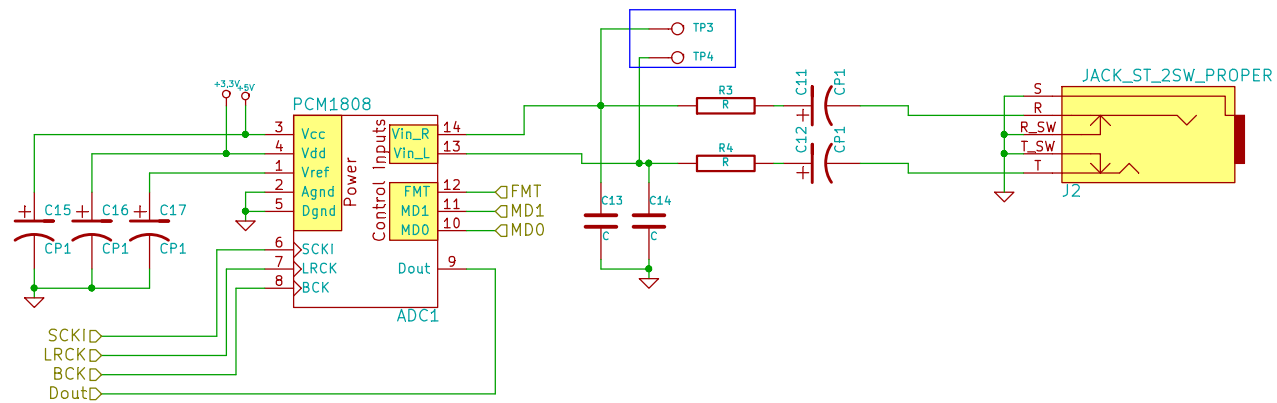 TP3
TP4
JACK_ST_2SW_PROPER
+3.3V
+5V
PCM1808
R3
R
C11
CP1
S
R
R_SW
T_SW
T
J2
C12
CP1
R4
R
3
Vcc
4
Vdd
1
Vref
2
Agnd
5
Dgnd
Power
Control Inputs
Vin_R
14
Vin_L
13
FMT
12
FMT
MD1
11
MD1
MD0
10
MD0
C15
CP1
C16
CP1
C17
CP1
C13
C
C14
C
6
SCKI
7
LRCK
8
BCK
Dout
9
ADC1
SCKI
LRCK
BCK
Dout